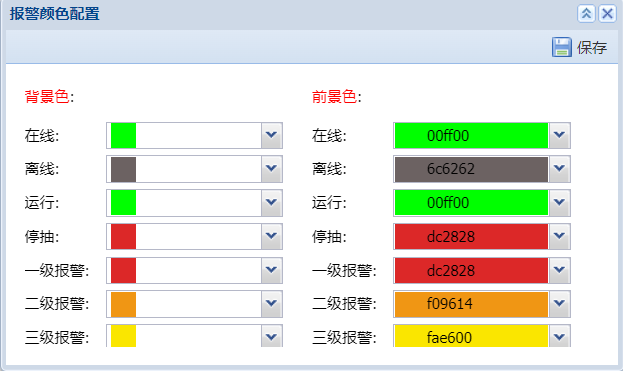 报警颜色配置
保存
背景色: 前景色:
在线: 在线: 00ff00
离线: 离线: 6c6262
运行: 运行: 00ff00
停抽: 停抽: dc2828
一级报警: 一级报警: dc2828
二级报警: 二级报警: f09614
三级报警: 三级报警: fae600